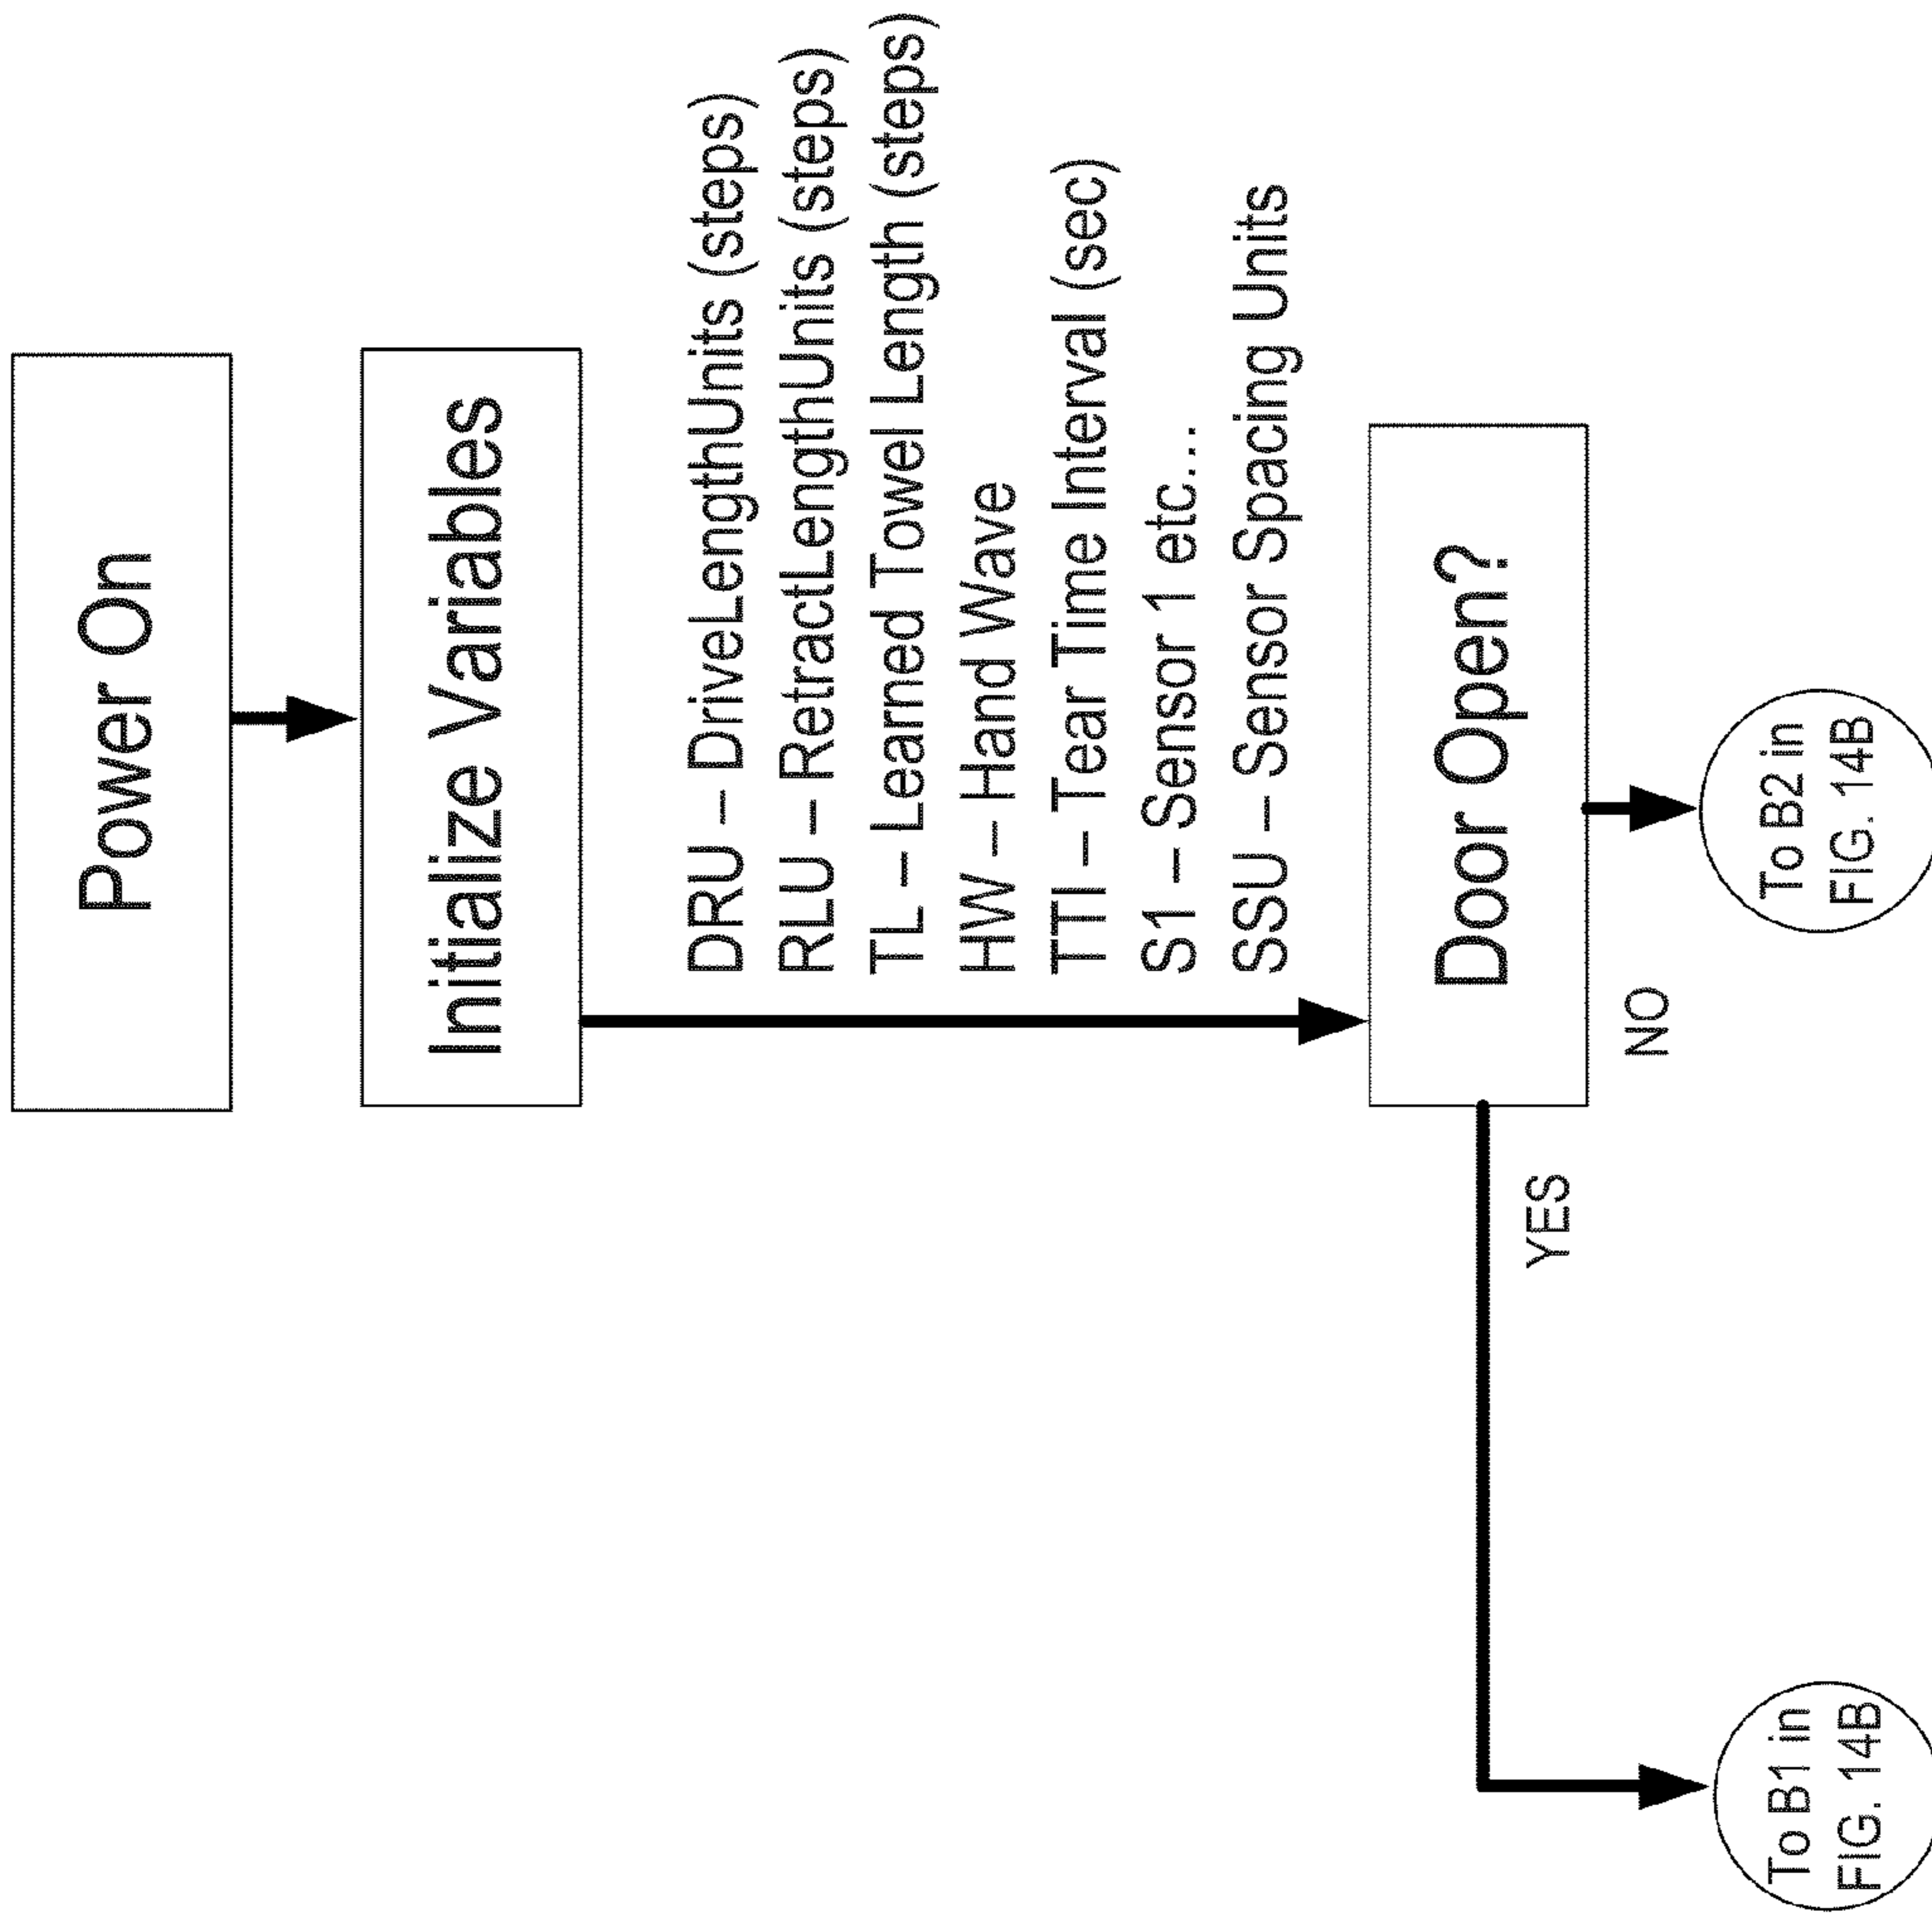 Power On
Initialize Variables
DRU – DriveLengthUnits (steps)
RLU – RetractLengthUnits (steps)
TL – Learned Towel Length (steps)
HW – Hand Wave
TTI – Tear Time Interval (sec)
S1 – Sensor 1 etc....
SSU – Sensor Spacing Units
Door Open?
YES
NO
To B1 in
FIG. 14B
To B2 in
FIG. 14B